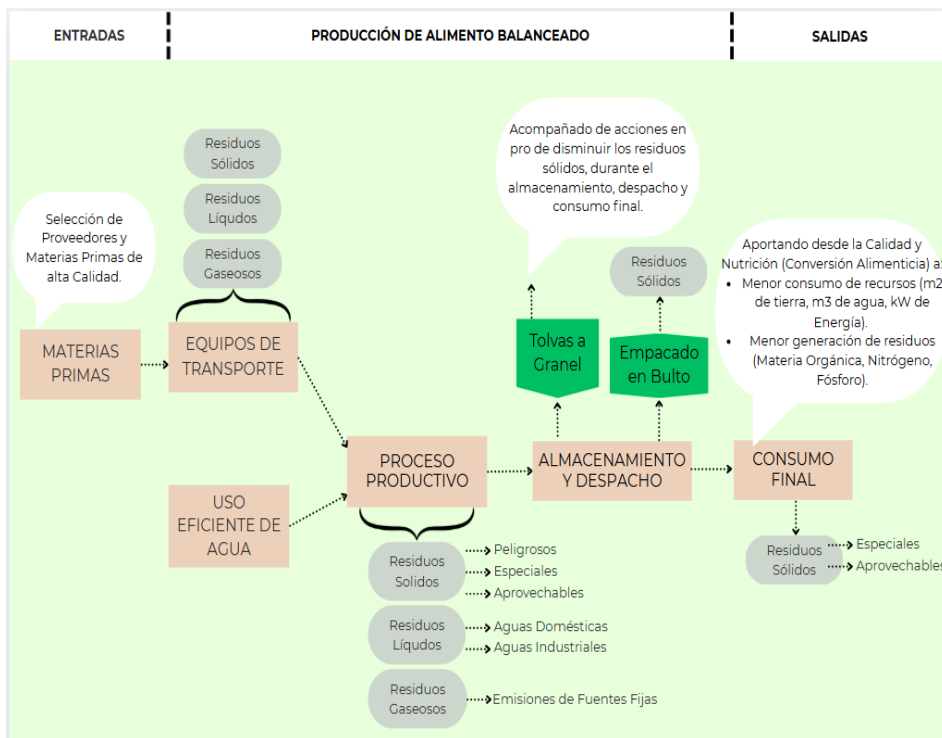 ENTRADAS
PRODUCCIÓN DE ALIMENTO BALANCEADO
SALIDAS
Residuos
Sólidos
Residuos
Líqudos
Residuos
Gaseosos
Selección de
Proveedores y
Materias Primas de
alta Calidad.
MATERIAS
PRIMAS
EQUIPOS DE
TRANSPORTE
USO
EFICIENTE DE
AGUA
PROCESO
PRODUCTIVO
Residuos
Solidos
Peligrosos
Especiales
Aprovechables
Residuos
Líqudos
Aguas Domésticas
Aguas Industriales
Residuos
Gaseosos
Emisiones de Fuentes Fijas
Acompañado de acciones en
pro de disminuir los residuos
sólidos, durante el
almacenamiento, despacho y
consumo final.
Tolvas a
Granel
Residuos
Sólidos
Empacado
en Bulto
ALMACENAMIENTO
Y DESPACHO
Aportando desde la Calidad y
Nutrición (Conversión Alimenticia) a:
• Menor consumo de recursos (m2
de tierra, m3 de agua, kW de
Energía).
• Menor generación de residuos
(Materia Orgánica, Nitrógeno,
Fósforo).
CONSUMO
FINAL
Residuos
Sólidos
Especiales
Aprovechables